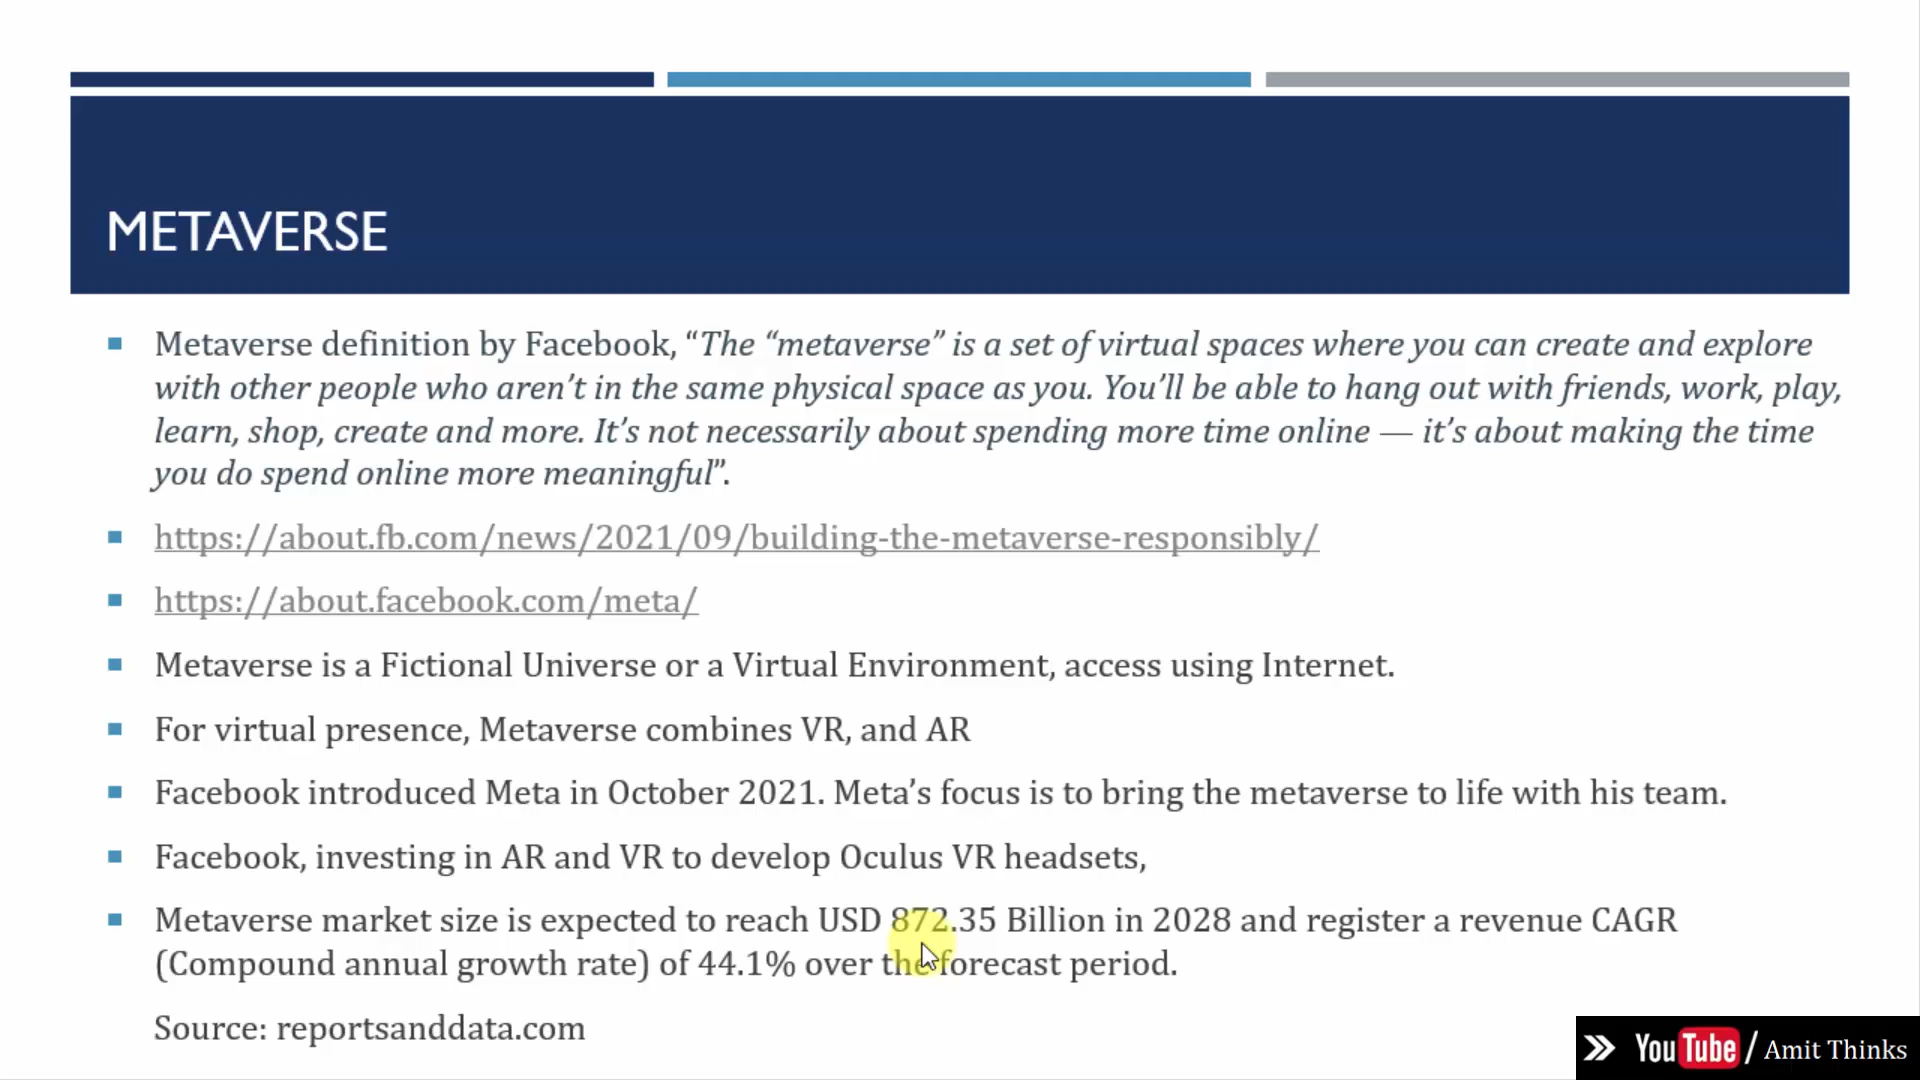 METAVERSE
Metaverse definition by Facebook, “The “metaverse” is a set of virtual spaces where you can create and explore
with other people who aren’t in the same physical space as you. You’ll be able to hang out with friends, work, play,
learn, shop, create and more. It’s not necessarily about spending more time online — it’s about making the time
you do spend online more meaningful”.
https://about.fb.com/news/2021/09/building-the-metaverse-responsibly/
https://about.facebook.com/meta/
Metaverse is a Fictional Universe or a Virtual Environment, access using Internet.
For virtual presence, Metaverse combines VR, and AR
Facebook introduced Meta in October 2021. Meta’s focus is to bring the metaverse to life with his team.
Facebook, investing in AR and VR to develop Oculus VR headsets,
Metaverse market size is expected to reach USD 872.35 Billion in 2028 and register a revenue CAGR
(Compound annual growth rate) of 44.1% over the forecast period.
Source: reportsanddata.com
YouTube / Amit Thinks